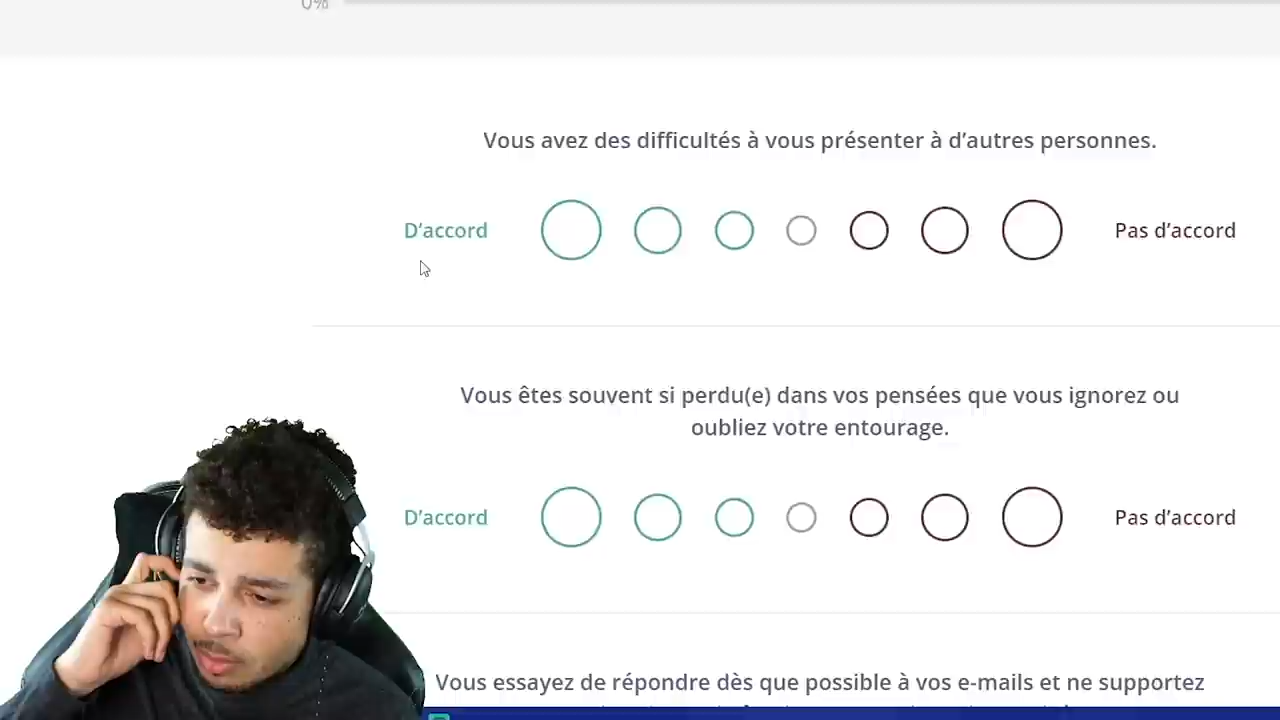 0%
Vous avez des difficultés à vous présenter à d’autres personnes.
D’accord
Pas d’accord
Vous êtes souvent si perdu(e) dans vos pensées que vous ignorez ou
oubliez votre entourage.
D’accord
Pas d’accord
Vous essayez de répondre dès que possible à vos e-mails et ne supportez